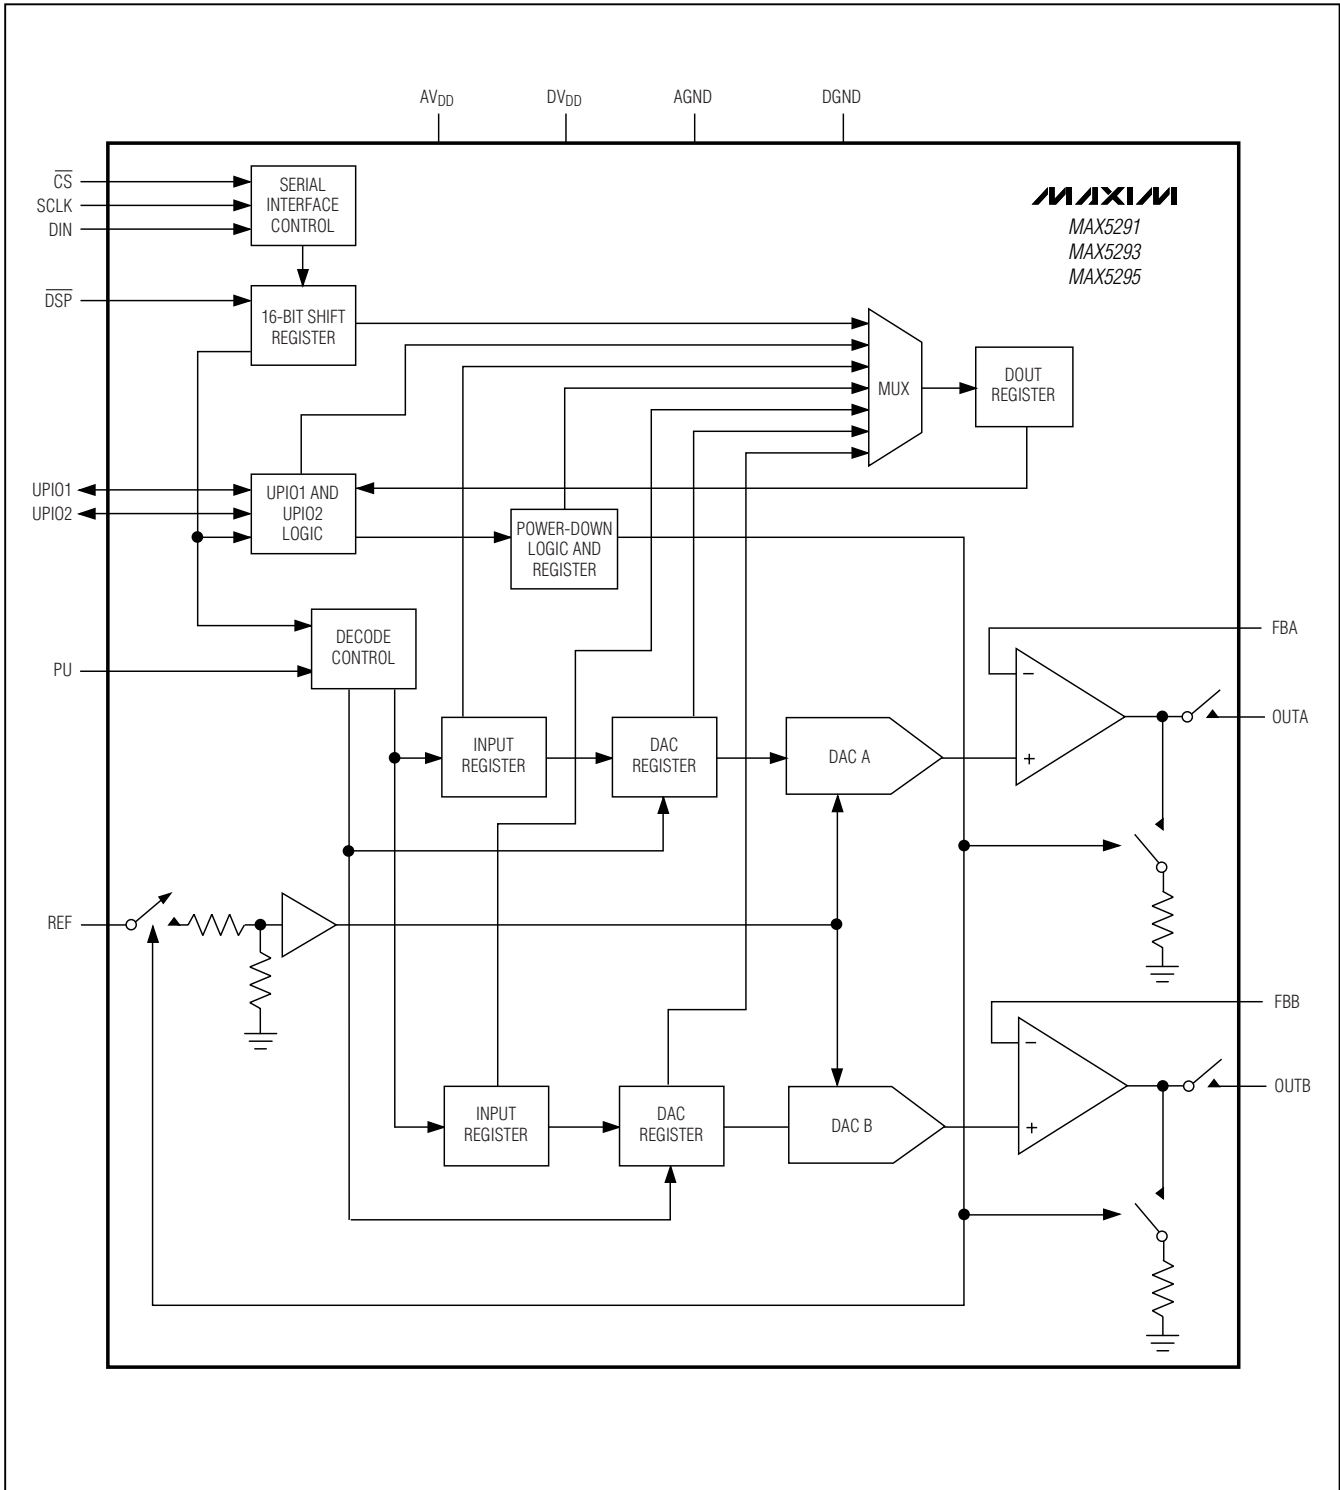 AVDD
DVDD
AGND
DGND
CS
SCLK
DIN
DSP
SERIAL
INTERFACE
CONTROL
MAXIM
MAX5291
MAX5293
MAX5295
16-BIT SHIFT
REGISTER
MUX
DOUT
REGISTER
UPIO1
UPIO2
UPIO1 AND
UPIO2
LOGIC
POWER-DOWN
LOGIC AND
REGISTER
DECODE
CONTROL
PU
FBA
INPUT
REGISTER
DAC
REGISTER
DAC A
−
+
OUTA
REF
FBB
INPUT
REGISTER
DAC
REGISTER
DAC B
−
+
OUTB